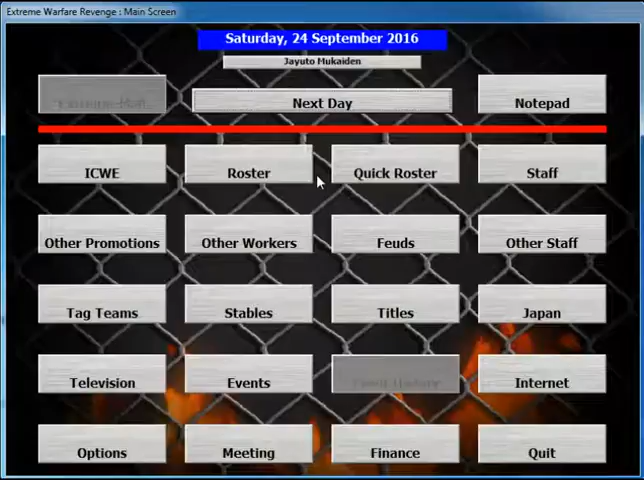 Extreme Warfare Revenge : Main Screen
Saturday, 24 September 2016
Jayuto Mukaiden
Next Day
Notepad
ICWE
Roster
Quick Roster
Staff
Other Promotions
Other Workers
Feuds
Other Staff
Tag Teams
Stables
Titles
Japan
Television
Events
Internet
Options
Meeting
Finance
Quit